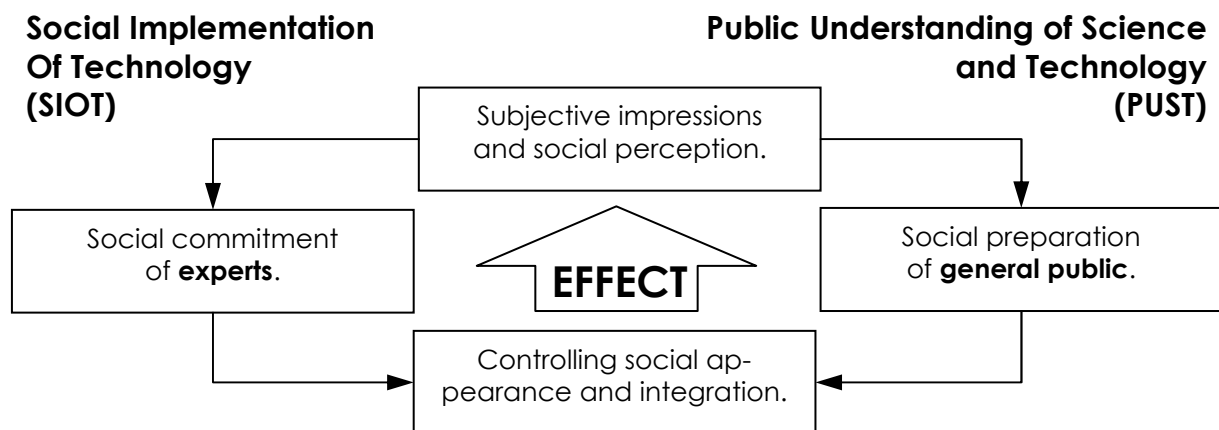 Social Implementation
Of Technology
(SIOT)
Public Understanding of Science
and Technology
(PUST)
Subjective impressions
and social perception.
Social commitment
of experts.
EFFECT
Social preparation
of general public.
Controlling social ap-
pearance and integration.